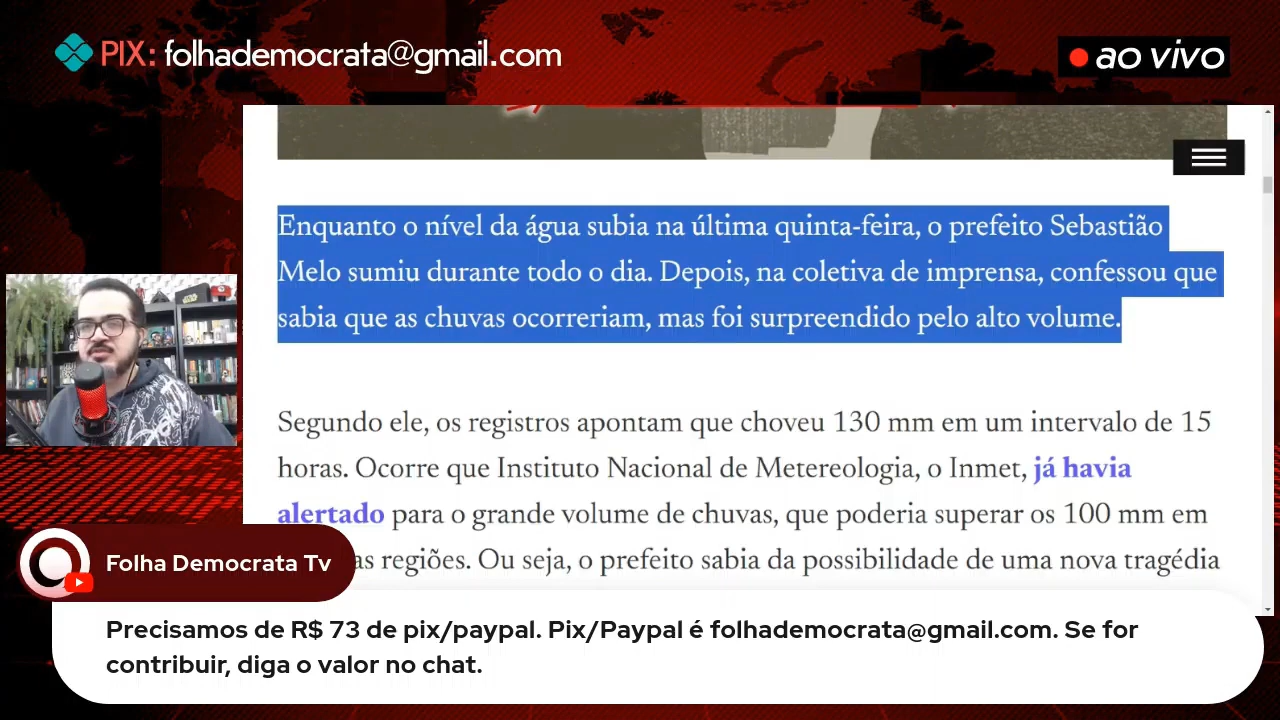 PIX: folhademocrata@gmail.com
ao vivo
Enquanto o nível da água subia na última quinta-feira, o prefeito Sebastião
Melo sumiu durante todo o dia. Depois, na coletiva de imprensa, confessou que
sabia que as chuvas ocorreriam, mas foi surpreendido pelo alto volume.
Segundo ele, os registros apontam que choveu 130 mm em um intervalo de 15
horas. Ocorre que Instituto Nacional de Metereologia, o Inmet, já havia
alertado para o grande volume de chuvas, que poderia superar os 100 mm em
as regiões. Ou seja, o prefeito sabia da possibilidade de uma nova tragédia
Folha Democrata Tv
Precisamos de R$ 73 de pix/paypal. Pix/Paypal é folhademocrata@gmail.com. Se for
contribuir, diga o valor no chat.